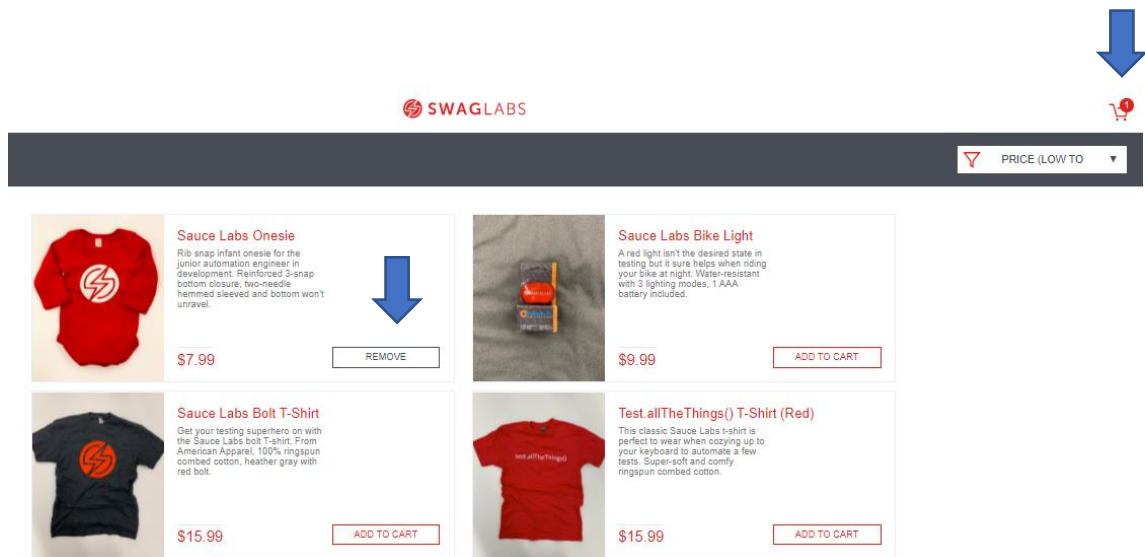 SWAGLABS
1
PRICE (LOW TO
Sauce Labs Onesie
Rib snap infant onesie for the
junior automation engineer in
development. Reinforced 3-snap
bottom closure, two-needle
hemmed sleeved and bottom won't
unravel.
$7.99
REMOVE
Sauce Labs Bike Light
A red light isn't the desired state in
testing but it sure helps when riding
your bike at night. Water-resistant
with 3 lighting modes, 1 AAA
battery included.
$9.99
ADD TO CART
Sauce Labs Bolt T-Shirt
Get your testing superhero on with
the Sauce Labs bolt T-shirt. From
American Apparel, 100% ringspun
combed cotton, heather gray with
red bolt.
$15.99
ADD TO CART
test.allTheThings()
Test.allTheThings() T-Shirt (Red)
This classic Sauce Labs t-shirt is
perfect to wear when cozying up to
your keyboard to automate a few
tests. Super-soft and comfy
ringspun combed cotton.
$15.99
ADD TO CART